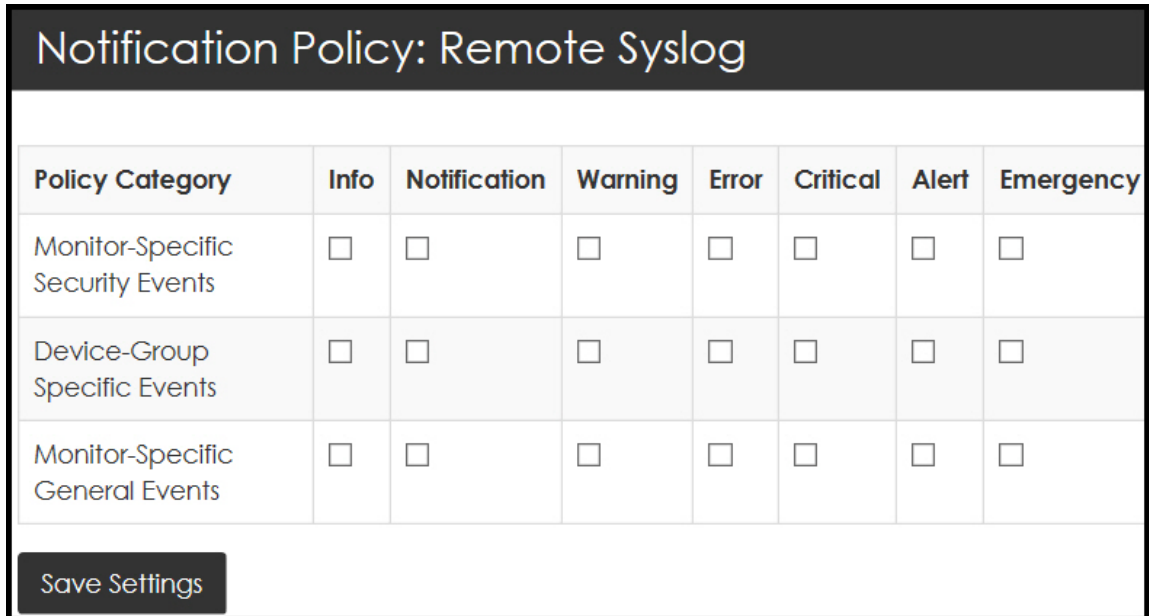 Notification Policy: Remote Syslog
Policy Category Info Notification Warning Error Critical Alert Emergency
Monitor-Specific
Security Events
Device-Group
Specific Events
Monitor-Specific
General Events
Save Settings